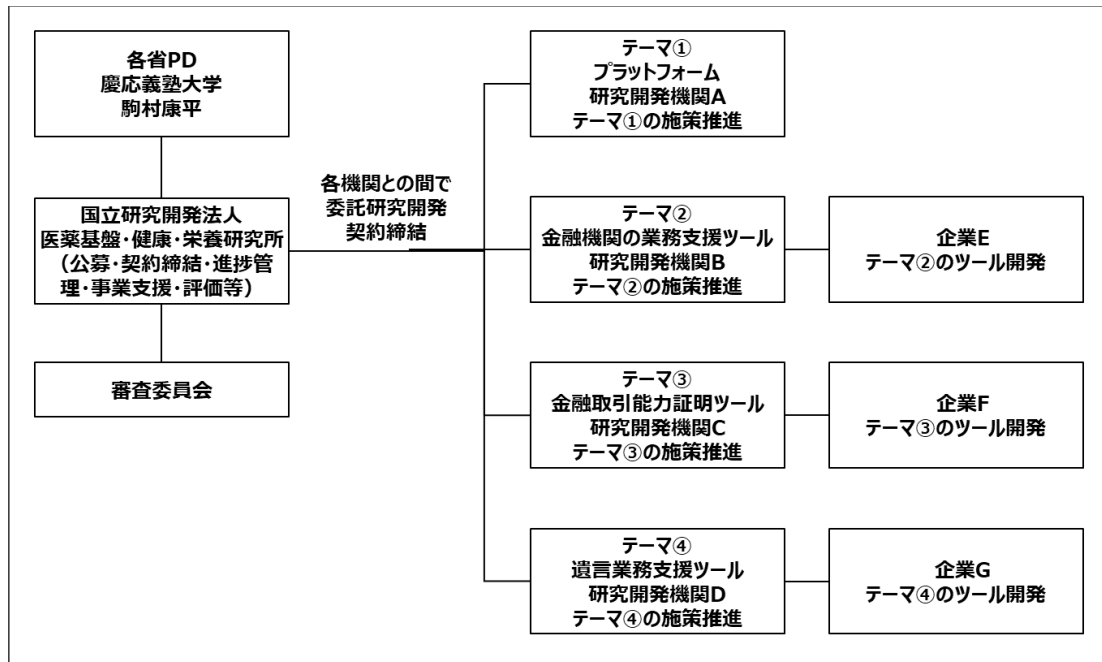 各省PD
慶応義塾大学
駒村康平
国立研究開発法人
医薬基盤･健康･栄養研究所
（公募･契約締結･進捗管
理･事業支援･評価等）
審査委員会
各機関との間で
委託研究開発
契約締結
テーマ①
プラットフォーム
研究開発機関A
テーマ①の施策推進
テーマ②
金融機関の業務支援ツール
研究開発機関B
テーマ②の施策推進
企業E
テーマ②のツール開発
テーマ③
金融取引能力証明ツール
研究開発機関C
テーマ③の施策推進
企業F
テーマ③のツール開発
テーマ④
遺言業務支援ツール
研究開発機関D
テーマ④の施策推進
企業G
テーマ④のツール開発